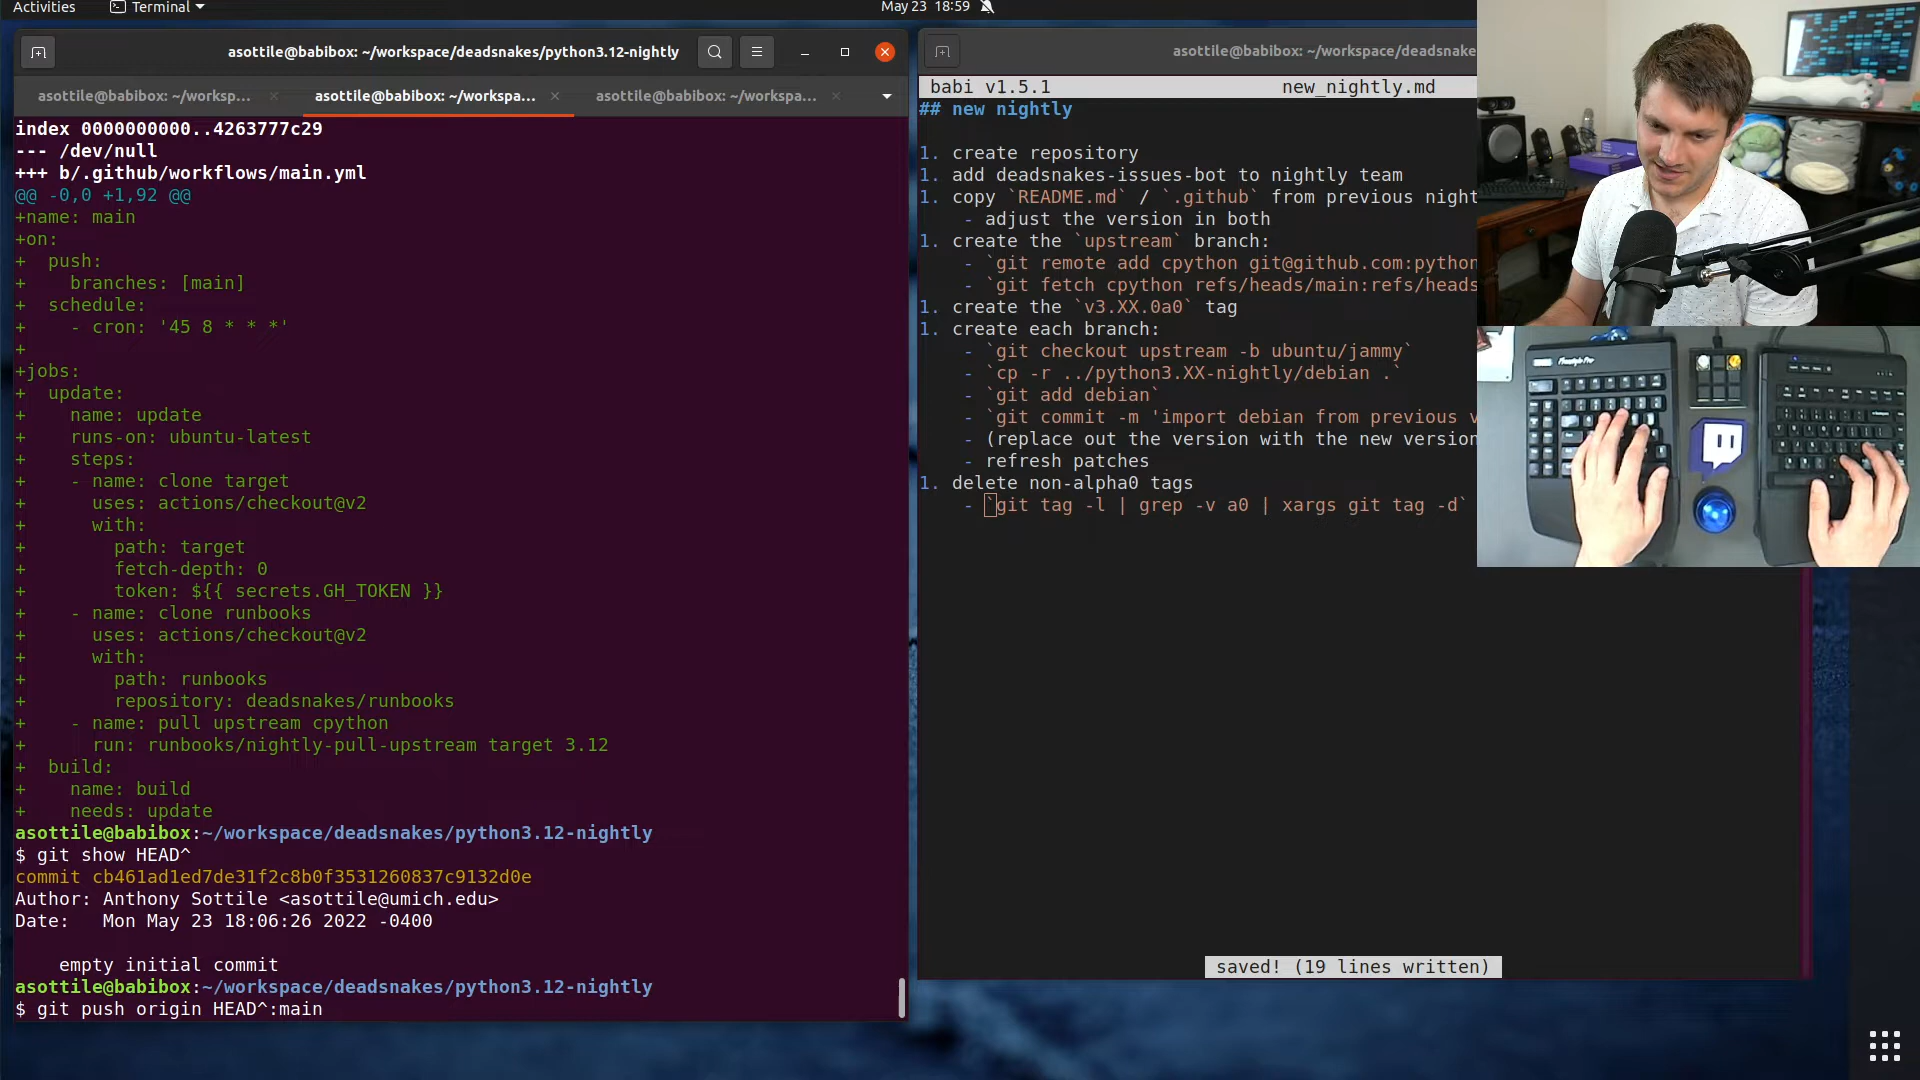 Activities
Terminal
May 23 18:59
asottile@babibox: ~/workspace/deadsnakes/python3.12-nightly
asottile@babibox: ~/worksp...
asottile@babibox: ~/workspa...
asottile@babibox: ~/workspa...
index 0000000000..4263777c29
--- /dev/null
+++ b/.github/workflows/main.yml
@@ -0,0 +1,92 @@
+name: main
+on:
+  push:
+    branches: [main]
+  schedule:
+    - cron: '45 8 * * *'
+
+jobs:
+  update:
+    name: update
+    runs-on: ubuntu-latest
+    steps:
+    - name: clone target
+      uses: actions/checkout@v2
+      with:
+        path: target
+        fetch-depth: 0
+        token: ${{ secrets.GH_TOKEN }}
+    - name: clone runbooks
+      uses: actions/checkout@v2
+      with:
+        path: runbooks
+        repository: deadsnakes/runbooks
+    - name: pull upstream cpython
+      run: runbooks/nightly-pull-upstream target 3.12
+  build:
+    name: build
+    needs: update
asottile@babibox:~/workspace/deadsnakes/python3.12-nightly
$ git show HEAD^
commit cb461ad1ed7de31f2c8b0f3531260837c9132d0e
Author: Anthony Sottile <asottile@umich.edu>
Date:   Mon May 23 18:06:26 2022 -0400
    empty initial commit
asottile@babibox:~/workspace/deadsnakes/python3.12-nightly
$ git push origin HEAD^:main
asottile@babibox: ~/workspace/deadsnake
babi v1.5.1 new_nightly.md
## new nightly
1. create repository
1. add deadsnakes-issues-bot to nightly team
1. copy `README.md` / `.github` from previous night
    - adjust the version in both
1. create the `upstream` branch:
    - `git remote add cpython git@github.com:python
    - `git fetch cpython refs/heads/main:refs/heads
1. create the `v3.XX.0a0` tag
1. create each branch:
    - `git checkout upstream -b ubuntu/jammy`
    - `cp -r ../python3.XX-nightly/debian .`
    - `git add debian`
    - `git commit -m 'import debian from previous v
    - (replace out the version with the new version
    - refresh patches
1. delete non-alpha0 tags
    - `git tag -l | grep -v a0 | xargs git tag -d`
saved! (19 lines written)